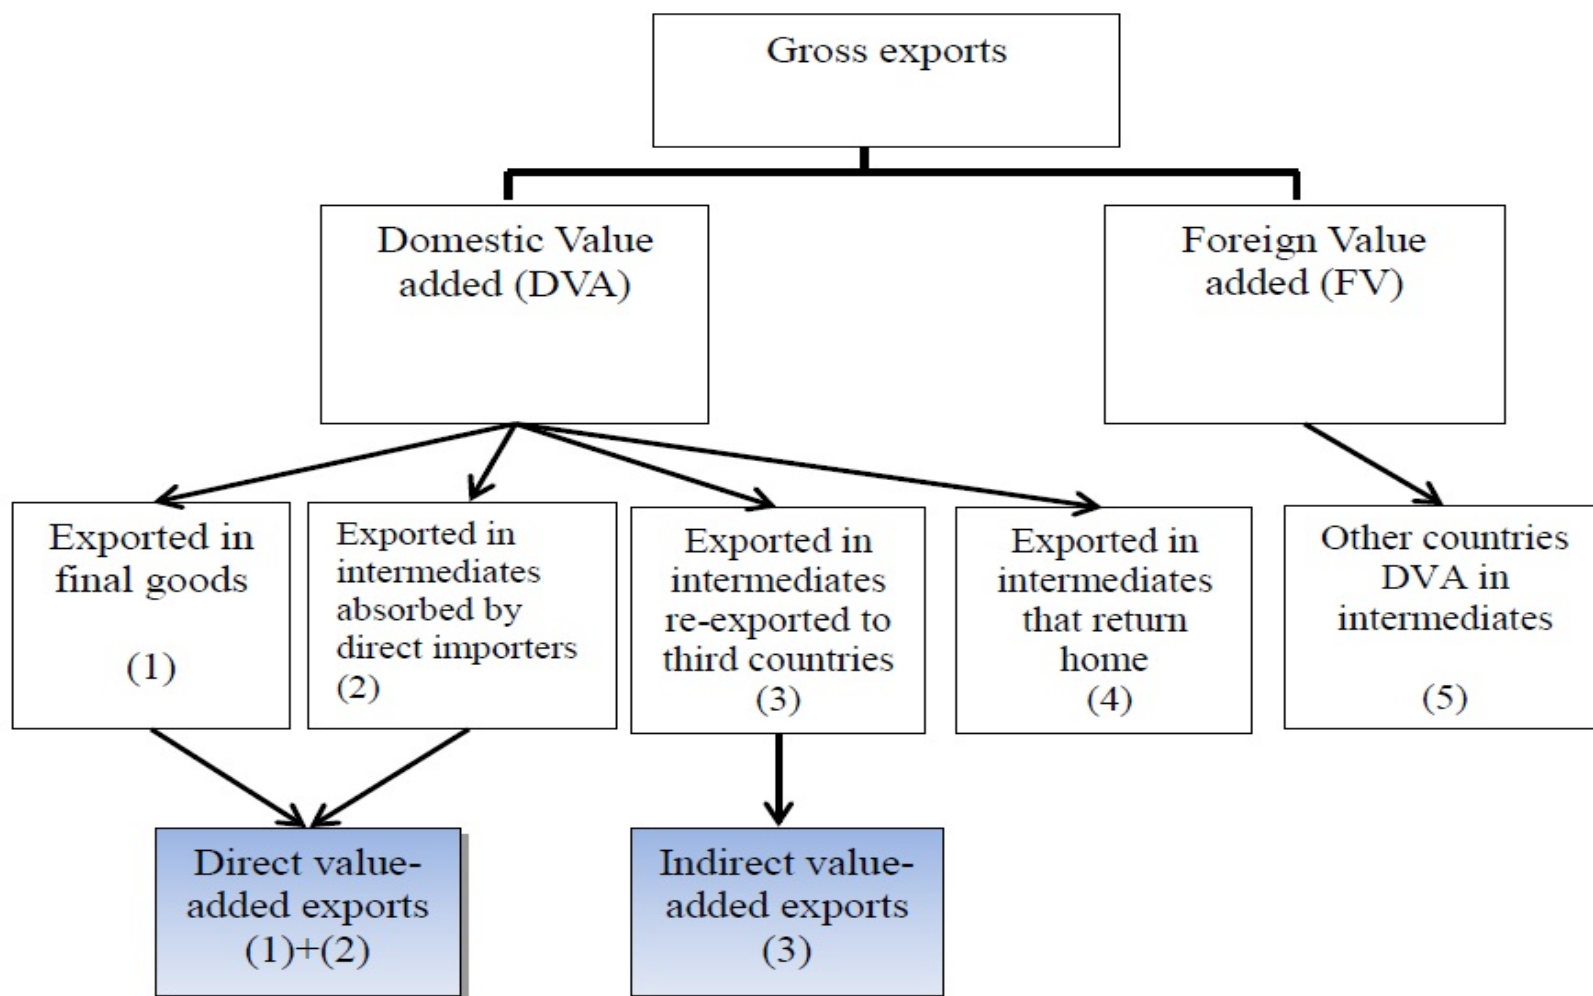 Gross exports
Domestic Value
added (DVA)
Foreign Value
added (FV)
Exported in
final goods
(1)
Exported in
intermediates
absorbed by
direct importers
(2)
Exported in
intermediates
re-exported to
third countries
(3)
Exported in
intermediates
that return
home
(4)
Other countries
DVA in
intermediates
(5)
Direct value-
added exports
(1)+(2)
Indirect value-
added exports
(3)